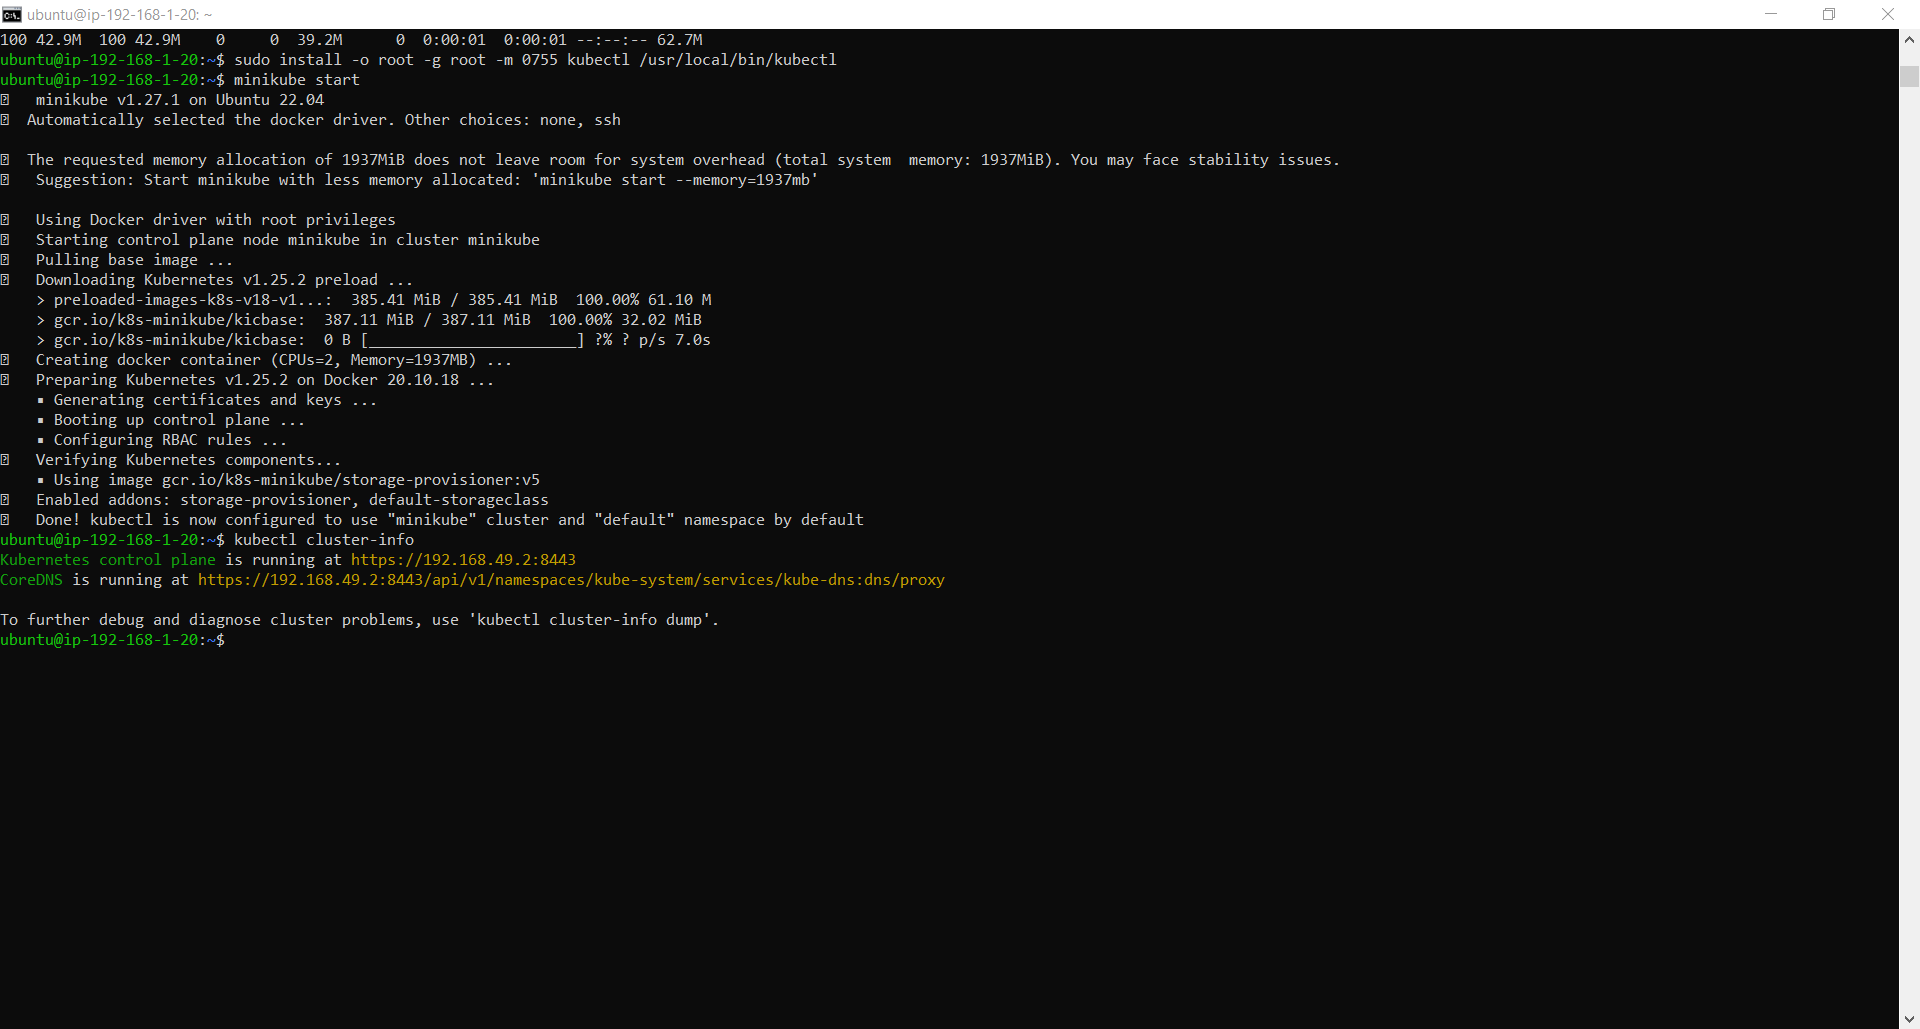 ubuntu@ip-192-168-1-20: ~
100 42.9M  100 42.9M    0     0  39.2M      0  0:00:01  0:00:01 --:--:-- 62.7M
ubuntu@ip-192-168-1-20:~$ sudo install -o root -g root -m 0755 kubectl /usr/local/bin/kubectl
ubuntu@ip-192-168-1-20:~$ minikube start
minikube v1.27.1 on Ubuntu 22.04
Automatically selected the docker driver. Other choices: none, ssh
The requested memory allocation of 1937MiB does not leave room for system overhead (total system  memory: 1937MiB). You may face stability issues.
Suggestion: Start minikube with less memory allocated: 'minikube start --memory=1937mb'
Using Docker driver with root privileges
Starting control plane node minikube in cluster minikube
Pulling base image ...
Downloading Kubernetes v1.25.2 preload ...
> preloaded-images-k8s-v18-v1...:  385.41 MiB / 385.41 MiB  100.00% 61.10 M
> gcr.io/k8s-minikube/kicbase:  387.11 MiB / 387.11 MiB  100.00% 32.02 MiB
> gcr.io/k8s-minikube/kicbase:  0 B [_______________________] ?% ? p/s 7.0s
Creating docker container (CPUs=2, Memory=1937MB) ...
Preparing Kubernetes v1.25.2 on Docker 20.10.18 ...
▪ Generating certificates and keys ...
▪ Booting up control plane ...
▪ Configuring RBAC rules ...
Verifying Kubernetes components...
▪ Using image gcr.io/k8s-minikube/storage-provisioner:v5
Enabled addons: storage-provisioner, default-storageclass
Done! kubectl is now configured to use "minikube" cluster and "default" namespace by default
ubuntu@ip-192-168-1-20:~$ kubectl cluster-info
Kubernetes control plane is running at https://192.168.49.2:8443
CoreDNS is running at https://192.168.49.2:8443/api/v1/namespaces/kube-system/services/kube-dns:dns/proxy
To further debug and diagnose cluster problems, use 'kubectl cluster-info dump'.
ubuntu@ip-192-168-1-20:~$